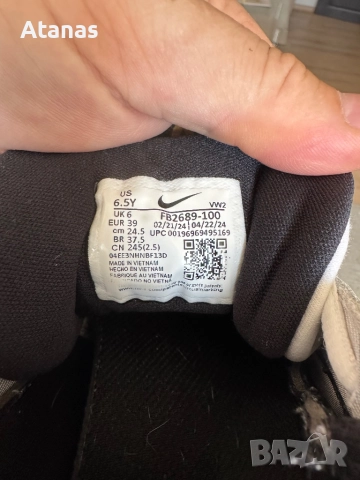 Atanas
US
6.5Y
VW2
UK 6
FB2689-100
EUR 39
02/21/24 04/22/24
cm 24.5
UPC 00196969495169
BR 37.5
CN 245(2.5)
MADE IN VIETNAM
HECHO EN VIETNAM
FABRIQUE AU VIETNAM
BAZAR.BG